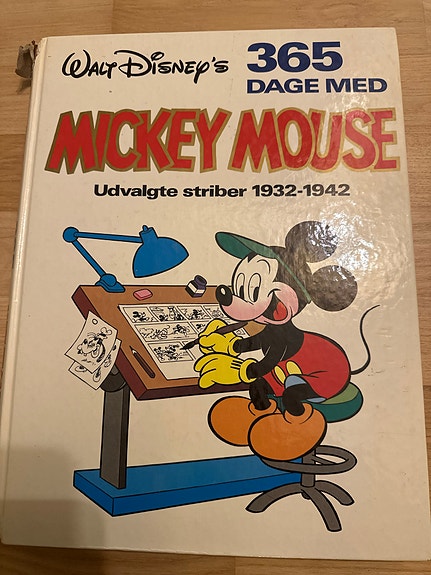 Walt Disney's
365
DAGE MED
MICKEY MOUSE
Udvalgte striber 1932-1942